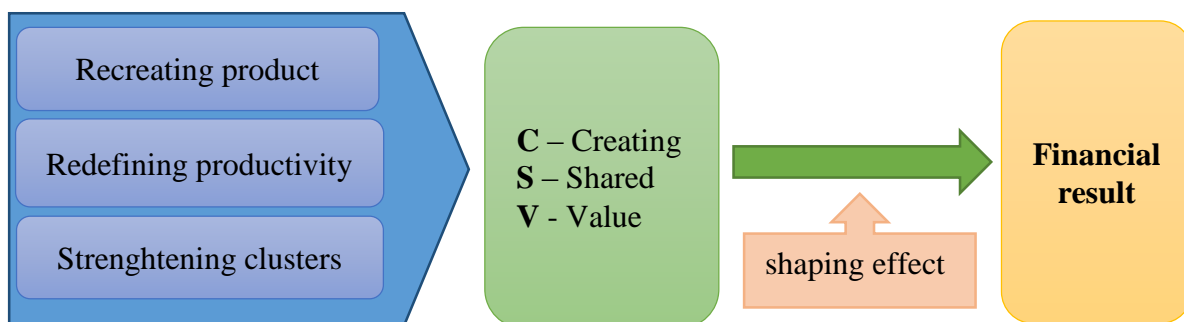 Recreating product
Redefining productivity
Strenghtening clusters
C – Creating
S – Shared
V - Value
shaping effect
Financial
result